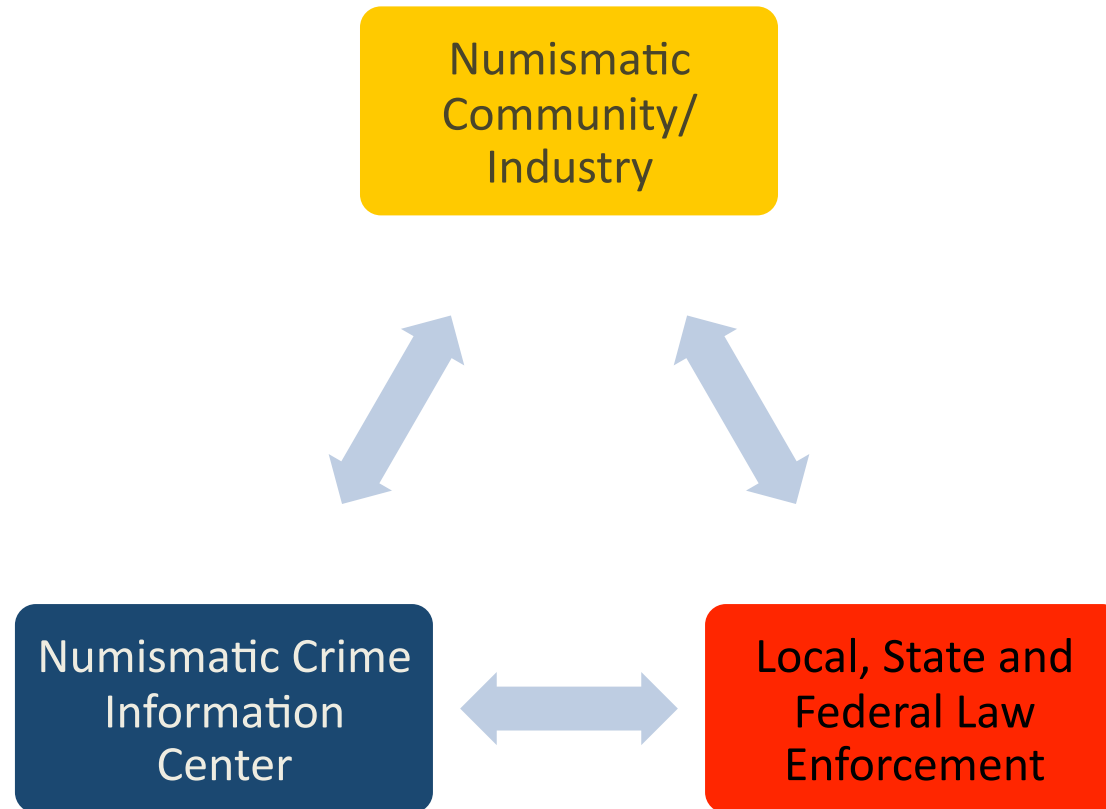 Numismatic
Community/
Industry
Numismatic Crime
Information
Center
Local, State and
Federal Law
Enforcement